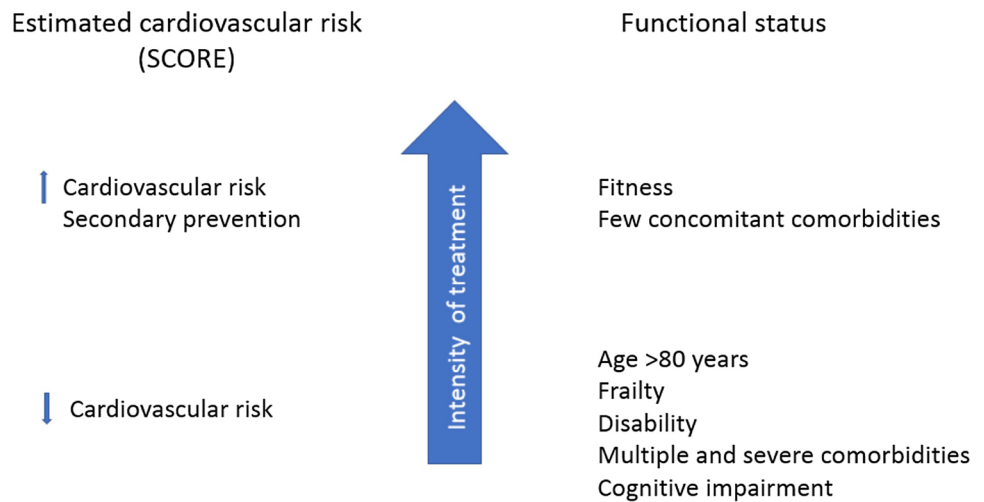 Estimated cardiovascular risk
(SCORE)
Functional status
Cardiovascular risk
Secondary prevention
Intensity of treatment
Fitness
Few concomitant comorbidities
Cardiovascular risk
Age >80 years
Frailty
Disability
Multiple and severe comorbidities
Cognitive impairment